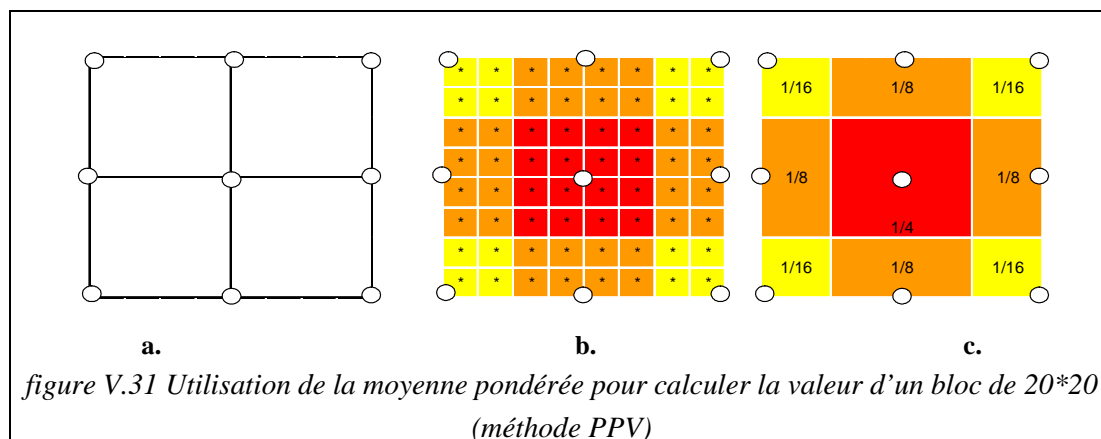 * * * * * * * *
* * * * * * * *
* * * * * * * *
* * * * * * * *
* * * * * * * *
* * * * * * * *
* * * * * * * *
* * * * * * * *
1/16 1/8 1/16
1/8 1/4 1/8
1/16 1/8 1/16
a. b. c.
figure V.31 Utilisation de la moyenne pondérée pour calculer la valeur d’un bloc de 20*20
(méthode PPV)